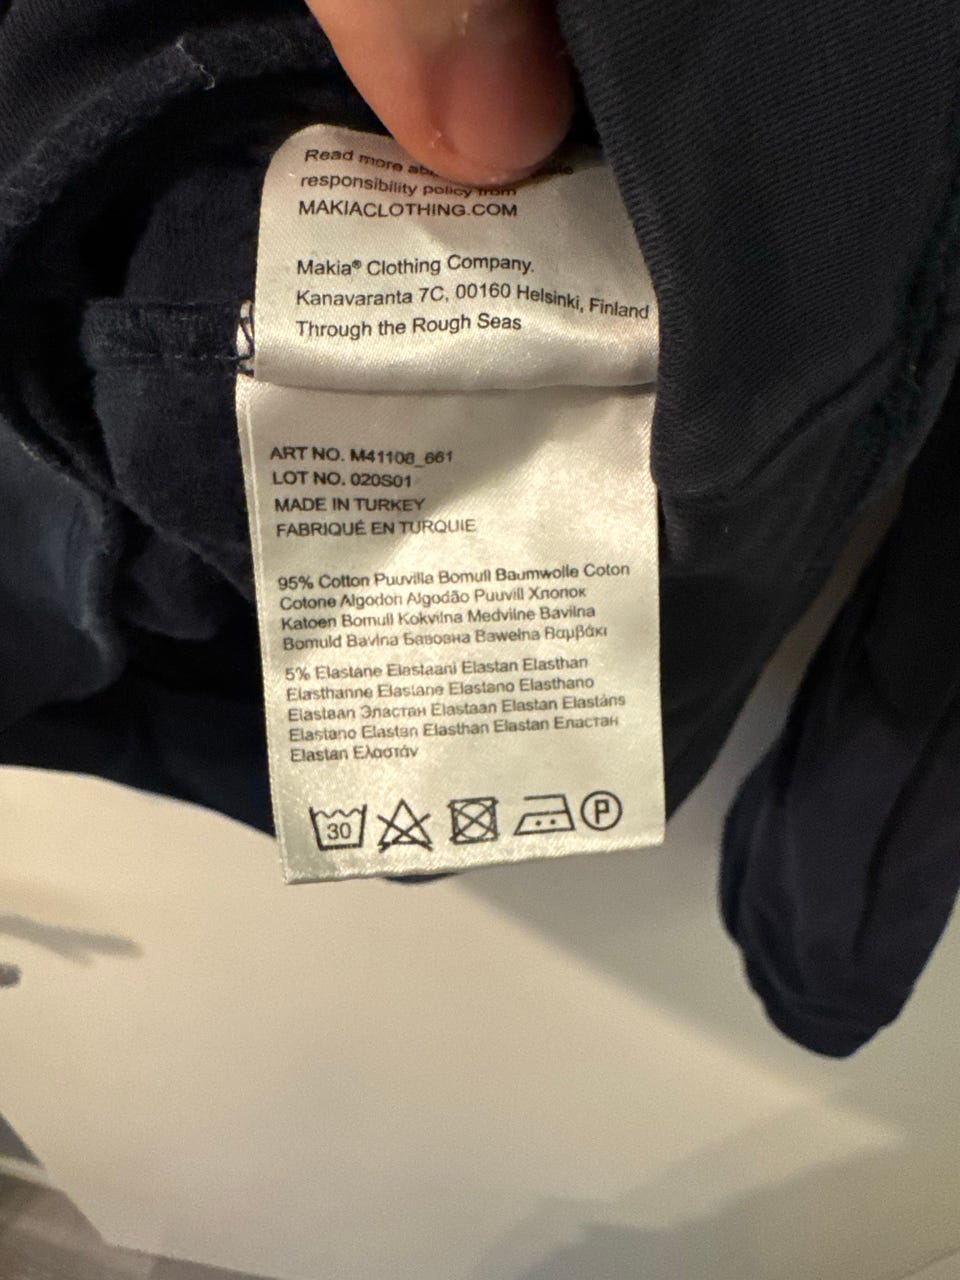 Read more
responsibility policy from
MAKIACLOTHING.COM
Makia® Clothing Company.
Kanavaranta 7C, 00160 Helsinki, Finland
Through the Rough Seas
ART NO. M41108_661
LOT NO. 020S01
MADE IN TURKEY
FABRIQUÉ EN TURQUIE
95% Cotton Puuvilla Bomull Baumwolle Coton
Cotone Algodon Algodão Puuvill Хлопок
Katoen Bomull Kokvilna Medvilne Bavilna
Bomuld Bavlna Бавовна Bawełna Βαμβάκι
5% Elastane Elastaani Elastan Elasthan
Elasthanne Elastane Elastano Elasthano
Elastaan Эластан Elastaan Elastan Elastāns
Elastano Elastan Elasthan Elastan Еластан
Elastan Ελαστάν
30 P